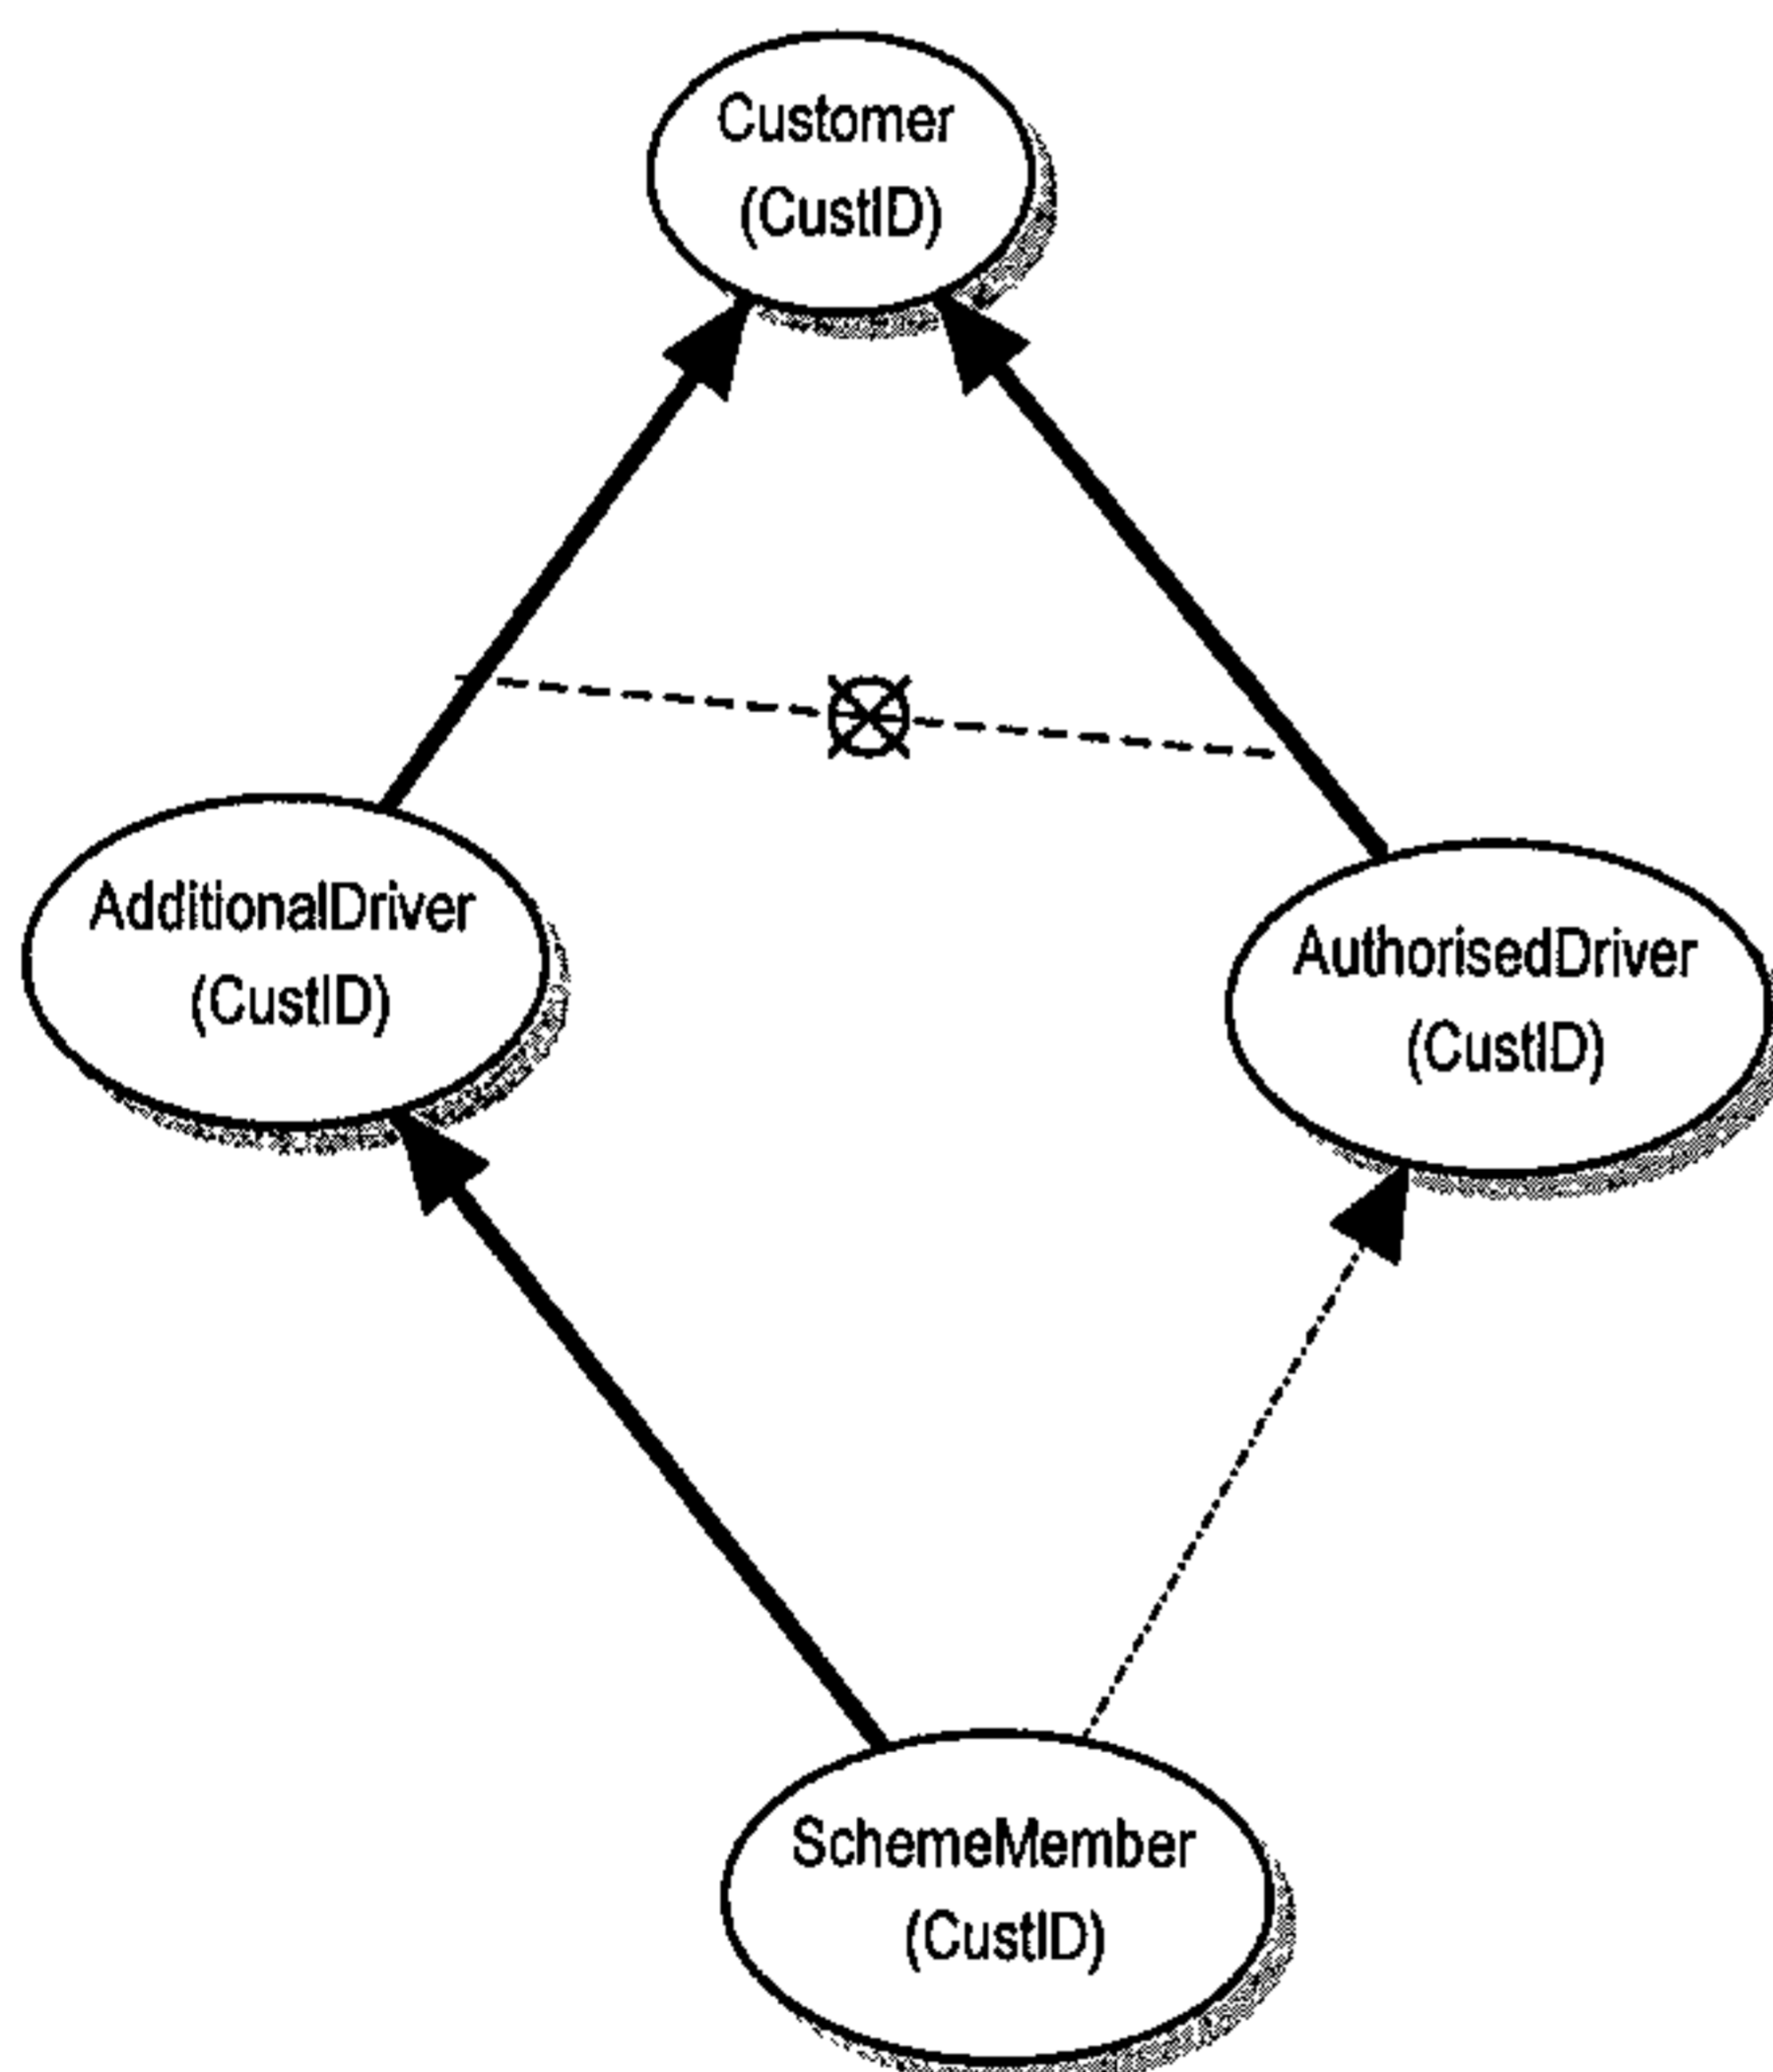 Customer
(CustID)
AdditionalDriver
(CustID)
AuthorisedDriver
(CustID)
SchemeMember
(CustID)